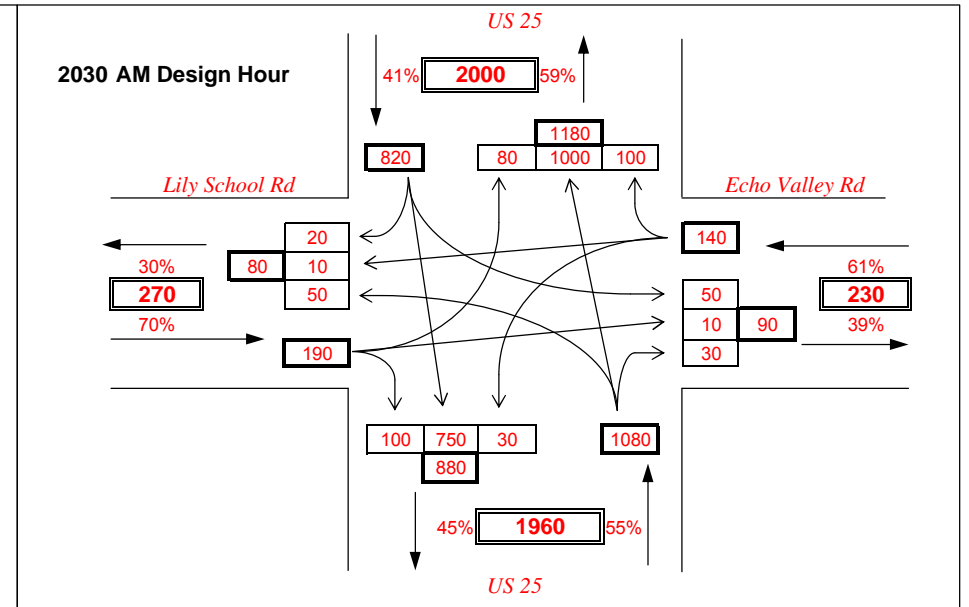 US 25
2030 AM Design Hour
41% 2000 59%
1180
820 80 1000 100
Lily School Rd Echo Valley Rd
20 140
30% 80 10 61%
270 50 50 230
70% 10 90 39%
190 30
100 750 30 1080
880
45% 1960 55%
US 25